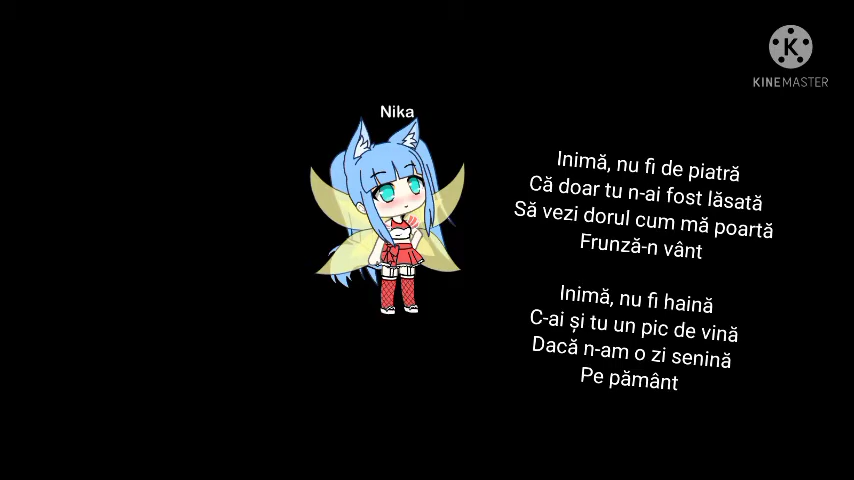 K
KINEMASTER
Nika
Inimă, nu fi de piatră
Că doar tu n-ai fost lăsată
Să vezi dorul cum mă poartă
Frunză-n vânt
Inimă, nu fi haină
C-ai și tu un pic de vină
Dacă n-am o zi senină
Pe pământ